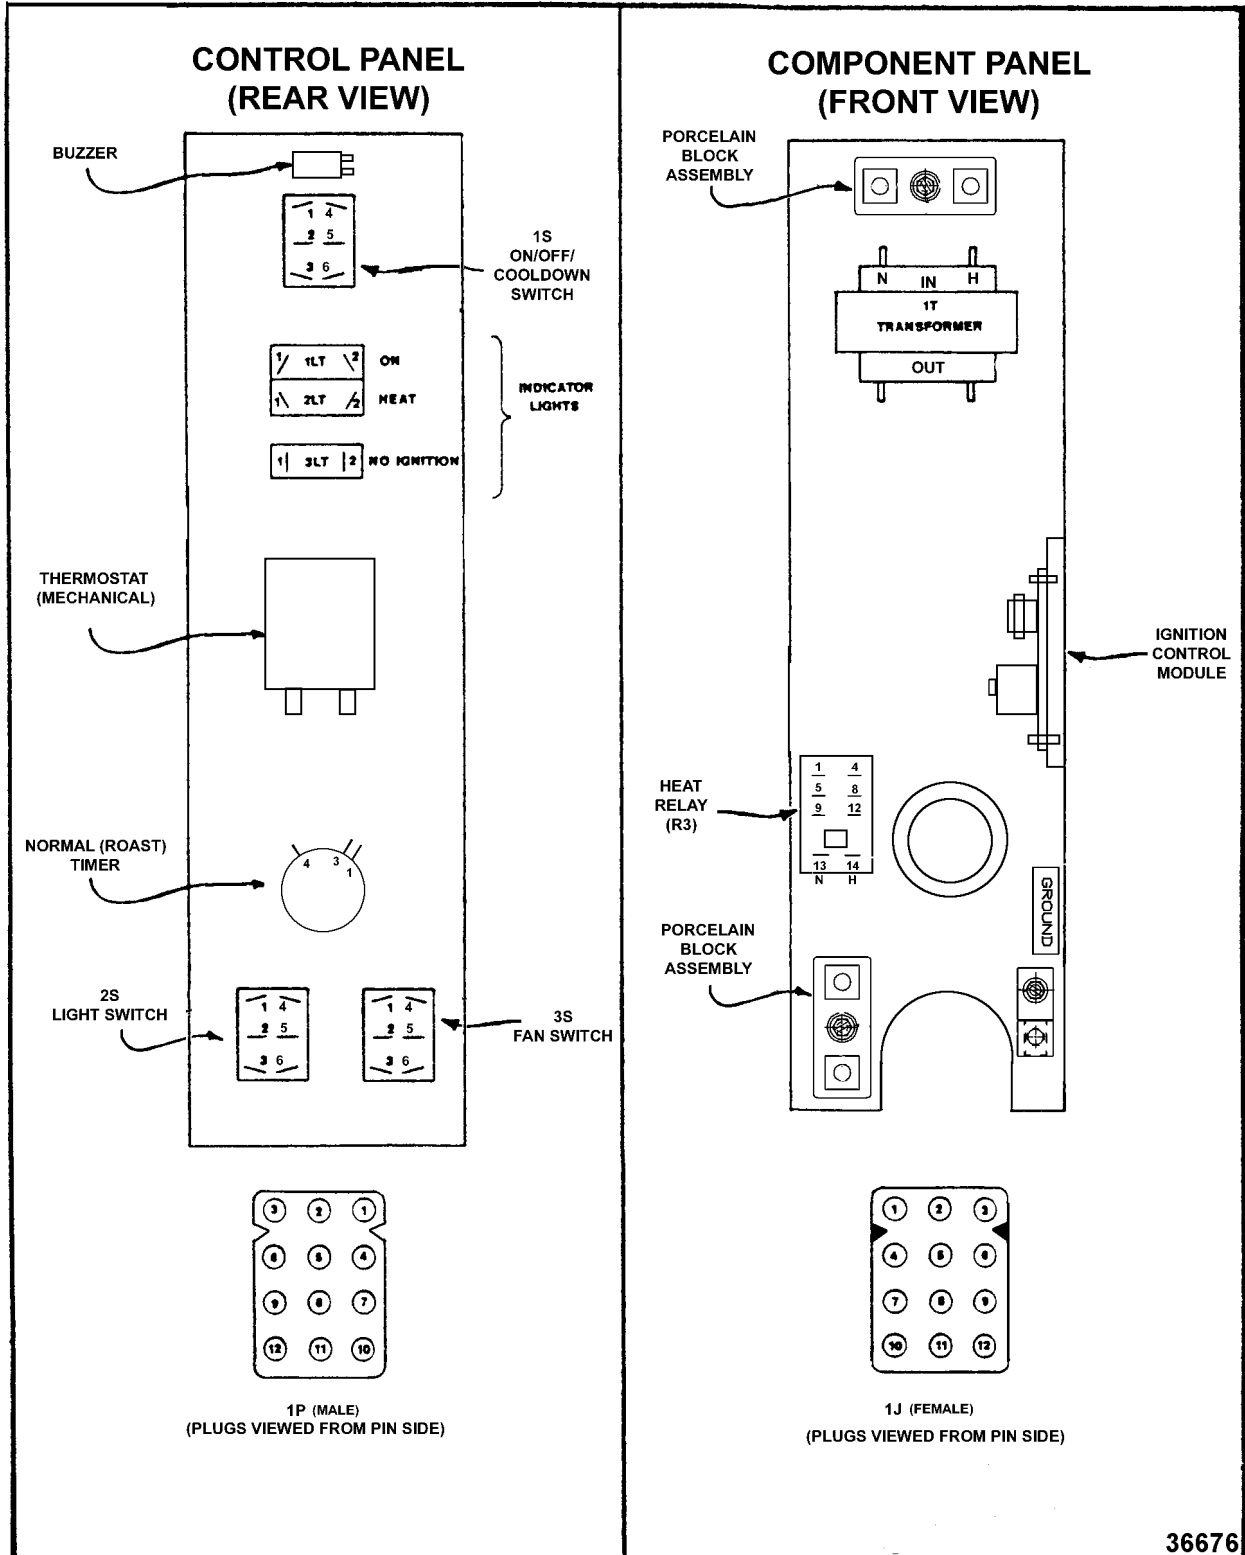 CONTROL PANEL
(REAR VIEW)
BUZZER
1 4
2 5
3 6
1S
ON/OFF/
COOLDOWN
SWITCH
1 1LT 2 ON
1 2LT 2 HEAT
1 3LT 2 NO IGNITION
INDICATOR
LIGHTS
THERMOSTAT
(MECHANICAL)
NORMAL (ROAST)
TIMER
4 3 1
2S
LIGHT SWITCH
1 4
2 5
3 6
1 4
2 5
3 6
3S
FAN SWITCH
3 2 1
6 5 4
9 8 7
12 11 10
1P (MALE)
(PLUGS VIEWED FROM PIN SIDE)
COMPONENT PANEL
(FRONT VIEW)
PORCELAIN
BLOCK
ASSEMBLY
N IN H
1T
TRANSFORMER
OUT
IGNITION
CONTROL
MODULE
HEAT
RELAY
(R3)
1 4
5 8
9 12
13 14
N H
GROUND
PORCELAIN
BLOCK
ASSEMBLY
1 2 3
4 5 6
7 8 9
10 11 12
1J (FEMALE)
(PLUGS VIEWED FROM PIN SIDE)
36676